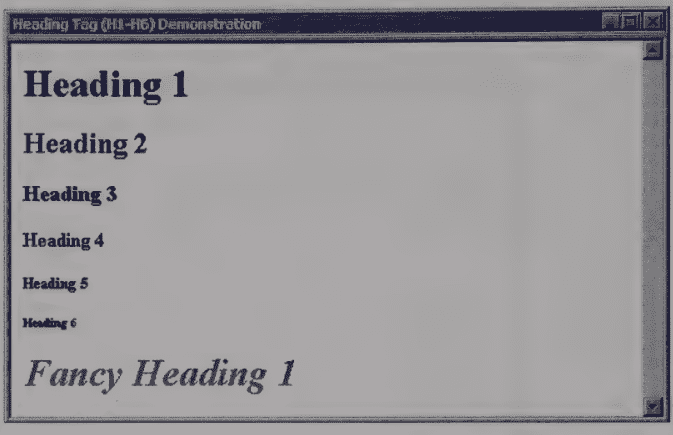 Heading Tag (H1-H6) Demonstration
Heading 1
Heading 2
Heading 3
Heading 4
Heading 5
Heading 6
Fancy Heading 1